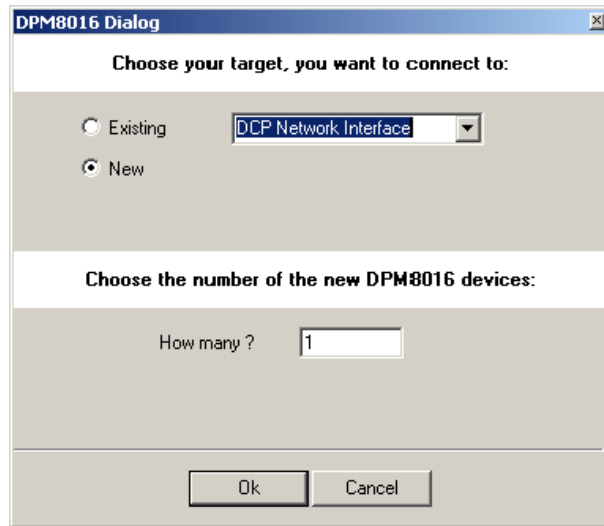 DPM8016 Dialog
Choose your target, you want to connect to:
Existing DCP Network Interface
New
Choose the number of the new DPM8016 devices:
How many ? 1
Ok Cancel